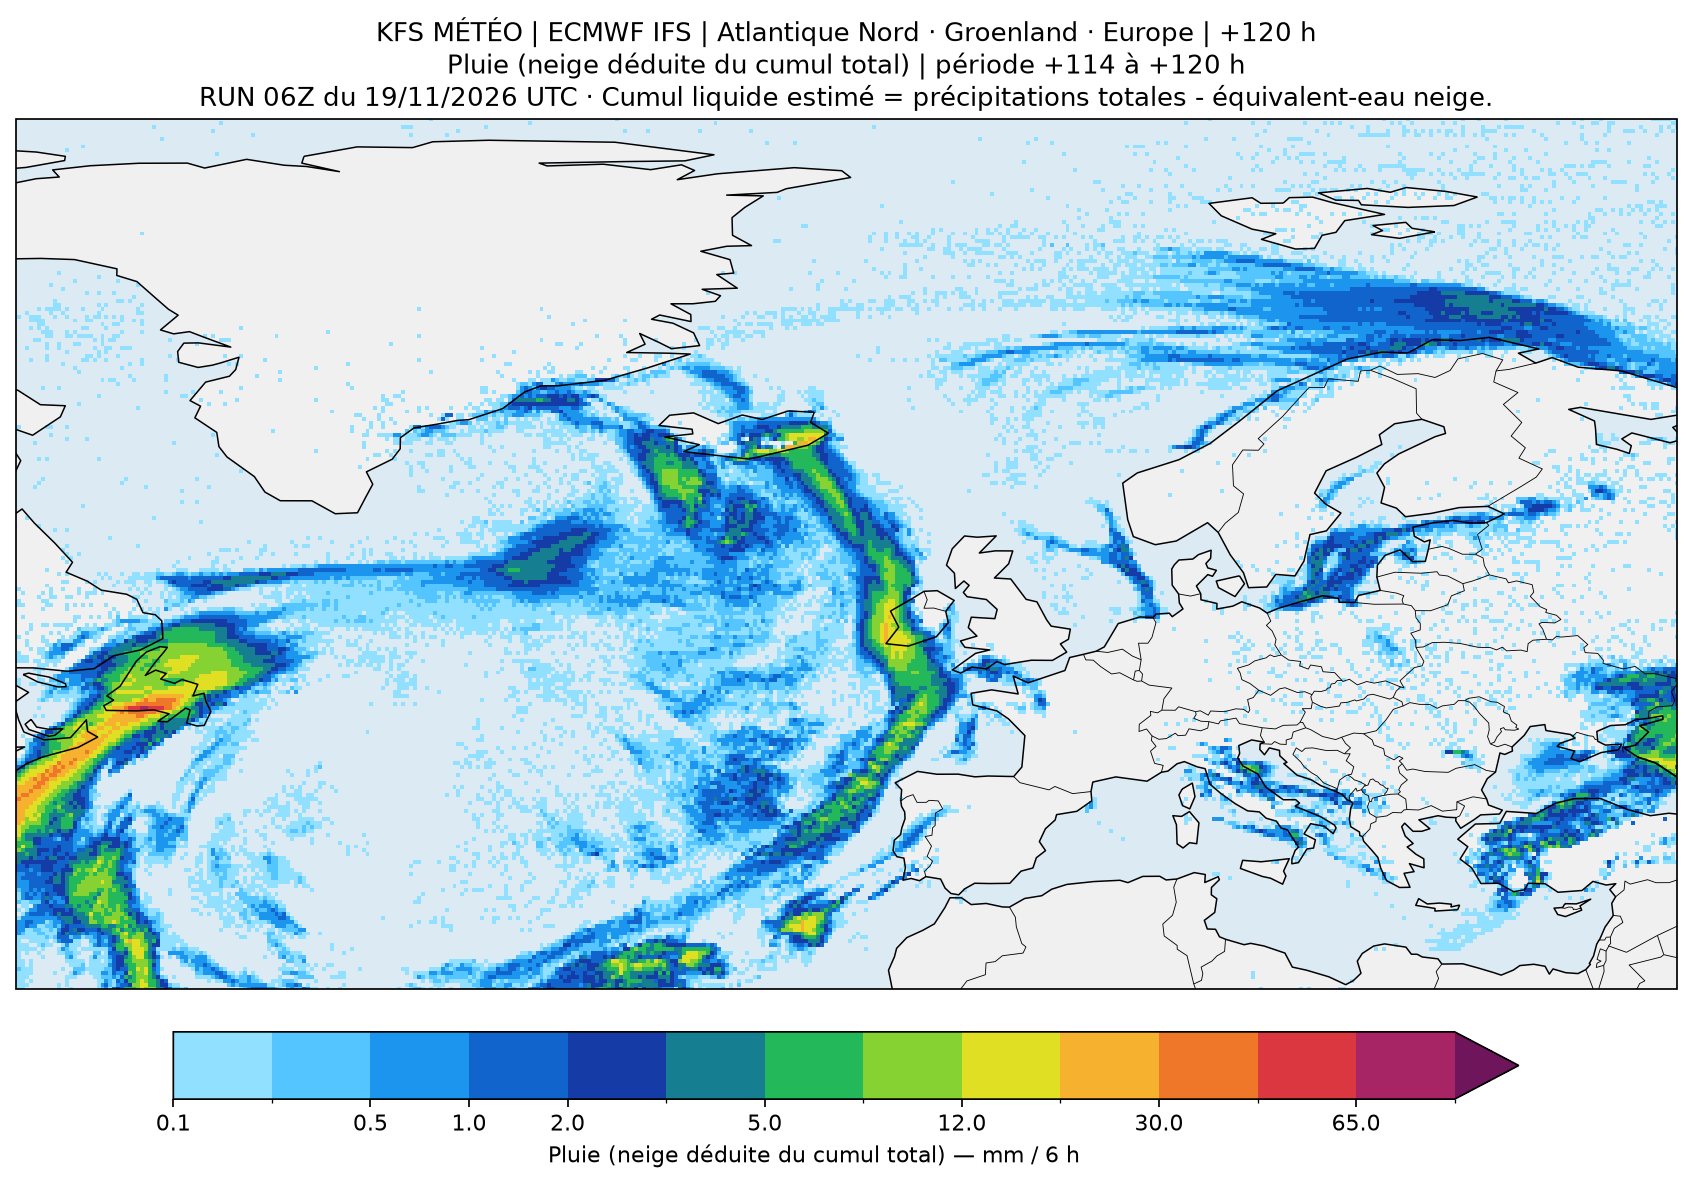 KFS MÉTÉO | ECMWF IFS | Atlantique Nord · Groenland · Europe | +120 h
Pluie (neige déduite du cumul total) | période +114 à +120 h
RUN 06Z du 19/11/2026 UTC · Cumul liquide estimé = précipitations totales - équivalent-eau neige.
0.1 0.5 1.0 2.0 5.0 12.0 30.0 65.0
Pluie (neige déduite du cumul total) — mm / 6 h